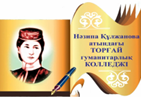 Нәзипа Құлжанова
атындағы
ТОРҒАЙ
гуманитарлық
КОЛЛЕДЖІ